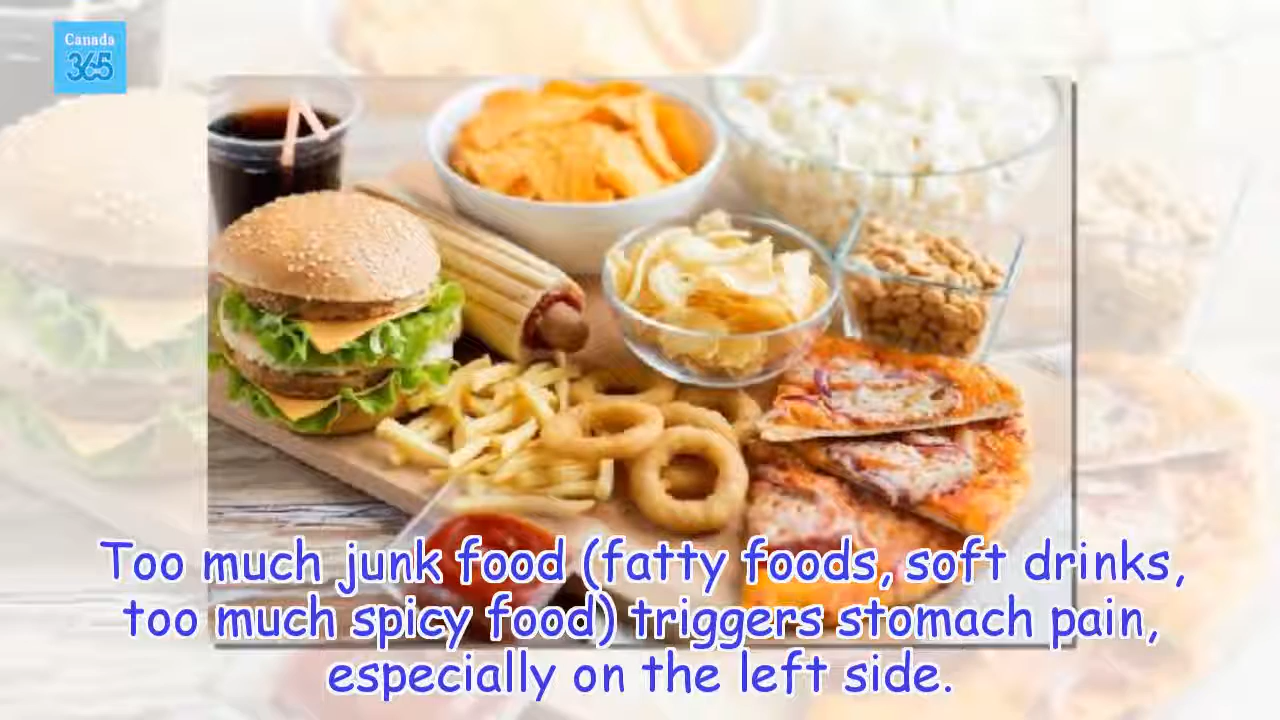 Canada
365
Too much junk food (fatty foods, soft drinks,
too much spicy food) triggers stomach pain,
especially on the left side.